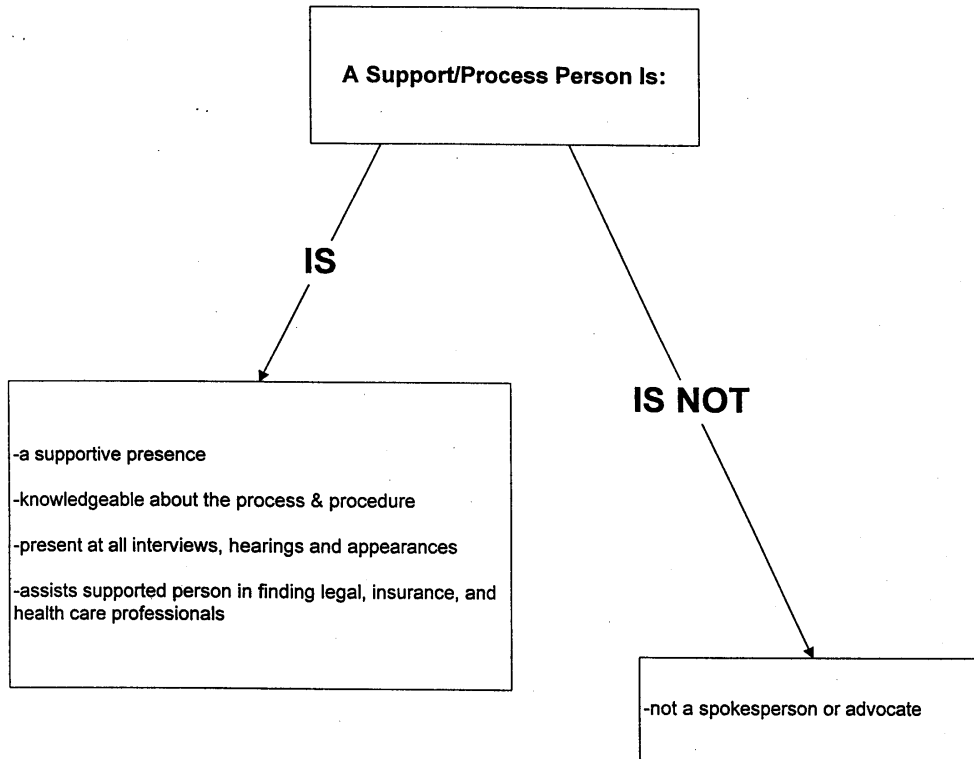 A Support/Process Person Is:
IS
IS NOT
-a supportive presence
-knowledgeable about the process & procedure
-present at all interviews, hearings and appearances
-assists supported person in finding legal, insurance, and
health care professionals
-not a spokesperson or advocate